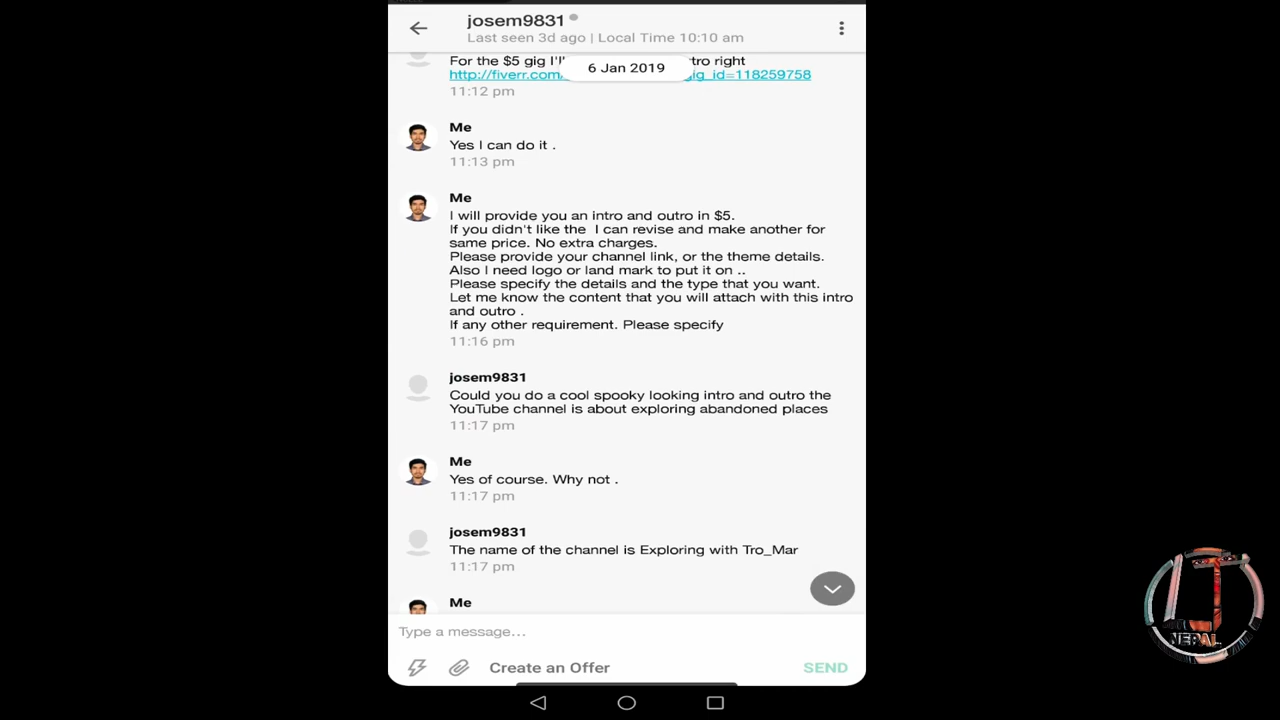 josem9831
Last seen 3d ago | Local Time 10:10 am
For the $5 gig I'll tro right
6 Jan 2019
http://fiverr.com/ gig_id=118259758
11:12 pm
Me
Yes I can do it .
11:13 pm
Me
I will provide you an intro and outro in $5.
If you didn't like the  I can revise and make another for
same price. No extra charges.
Please provide your channel link, or the theme details.
Also I need logo or land mark to put it on ..
Please specify the details and the type that you want.
Let me know the content that you will attach with this intro
and outro .
If any other requirement. Please specify
11:16 pm
josem9831
Could you do a cool spooky looking intro and outro the
YouTube channel is about exploring abandoned places
11:17 pm
Me
Yes of course. Why not .
11:17 pm
josem9831
The name of the channel is Exploring with Tro_Mar
11:17 pm
Me
Type a message...
Create an Offer
SEND
LJ
NEPAL